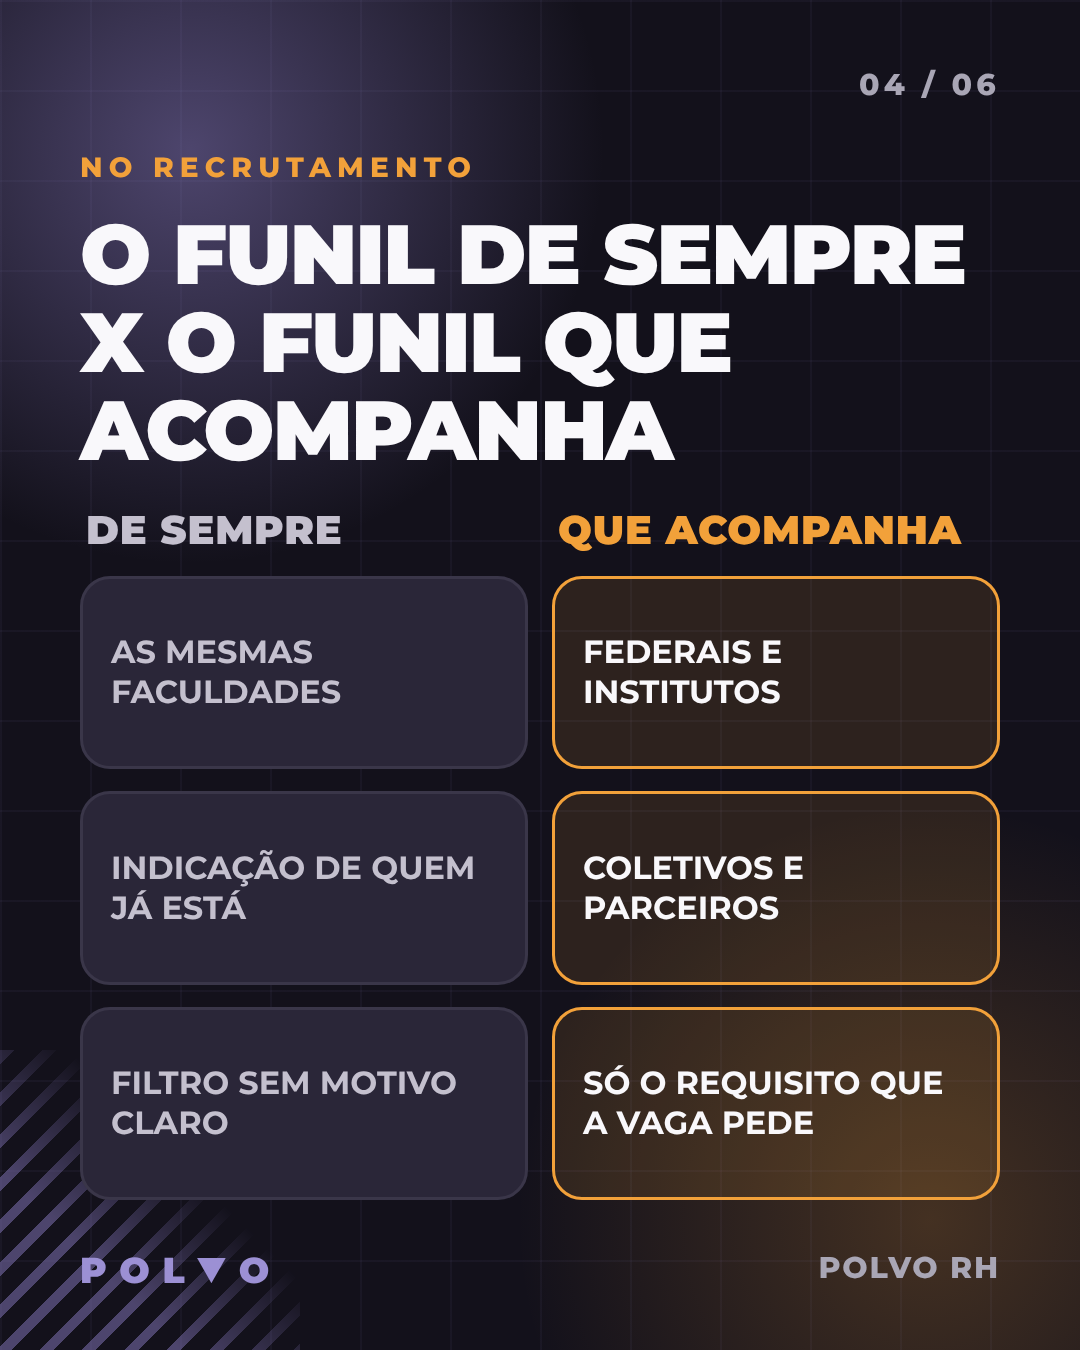 04 / 06
NO RECRUTAMENTO
O FUNIL DE SEMPRE
X O FUNIL QUE
ACOMPANHA
DE SEMPRE
QUE ACOMPANHA
AS MESMAS
FACULDADES
FEDERAIS E
INSTITUTOS
INDICAÇÃO DE QUEM
JÁ ESTÁ
COLETIVOS E
PARCEIROS
FILTRO SEM MOTIVO
CLARO
SÓ O REQUISITO QUE
A VAGA PEDE
POLVO
POLVO RH